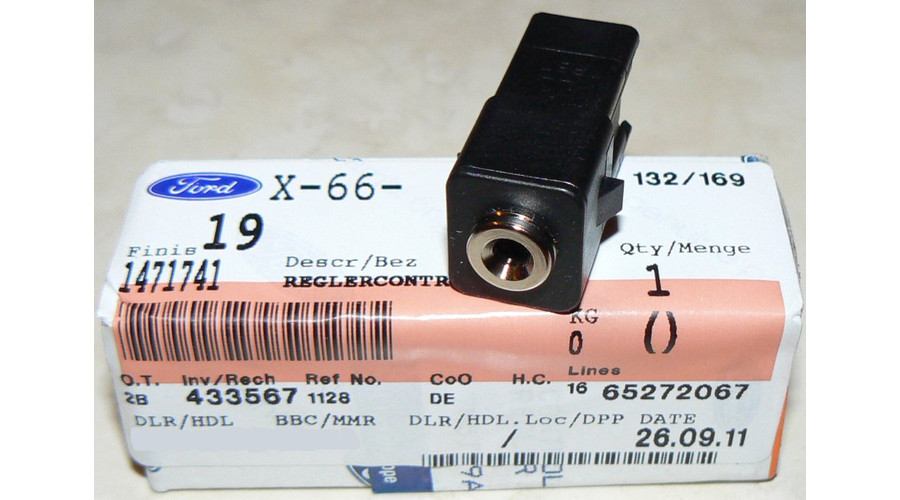 Ford X-66- 132/169
Finis 19 Descr/Bez Qty/Menge
1471741 REGLERCONTR 1
KG ()
0
Lines
O.T. Inv/Rech Ref No. CoO H.C. 16 65272067
2B 433567 1128 DE
DLR/HDL BBC/MMR DLR/HDL.Loc/DPP DATE
/ 26.09.11